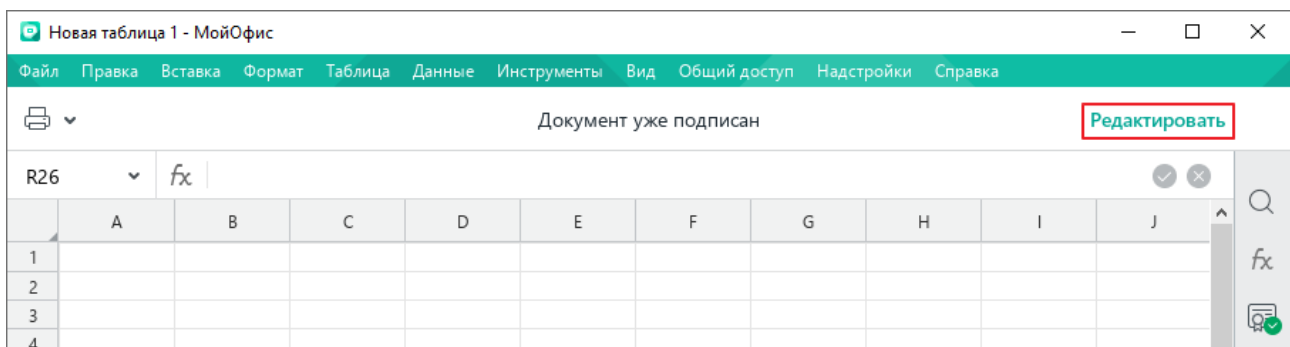 Новая таблица 1 - МойОфис
Файл Правка Вставка Формат Таблица Данные Инструменты Вид Общий доступ Надстройки Справка
Документ уже подписан Редактировать
R26 fx
A B C D E F G H I J
1
fx
2
3
4